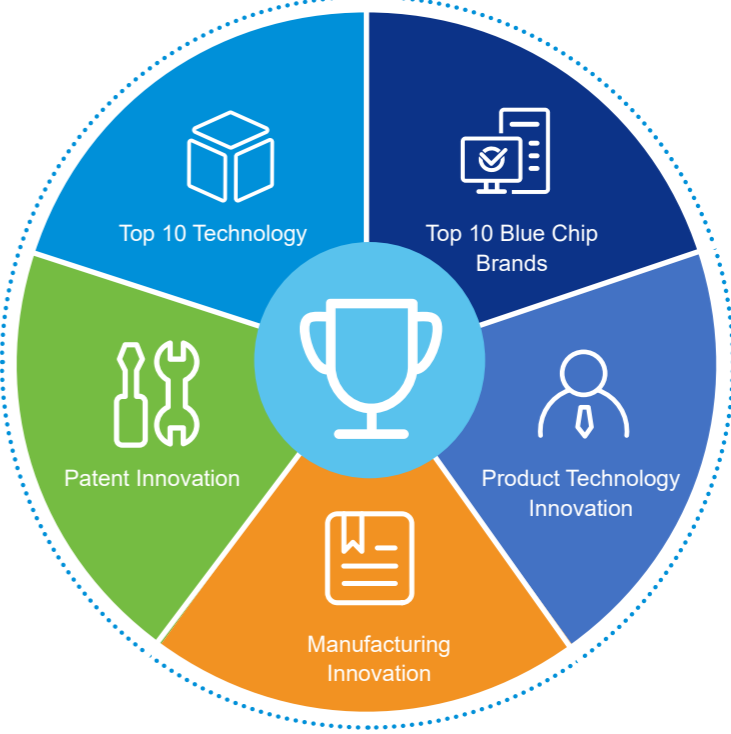 Top 10 Technology
Top 10 Blue Chip
Brands
Patent Innovation
Product Technology
Innovation
Manufacturing
Innovation